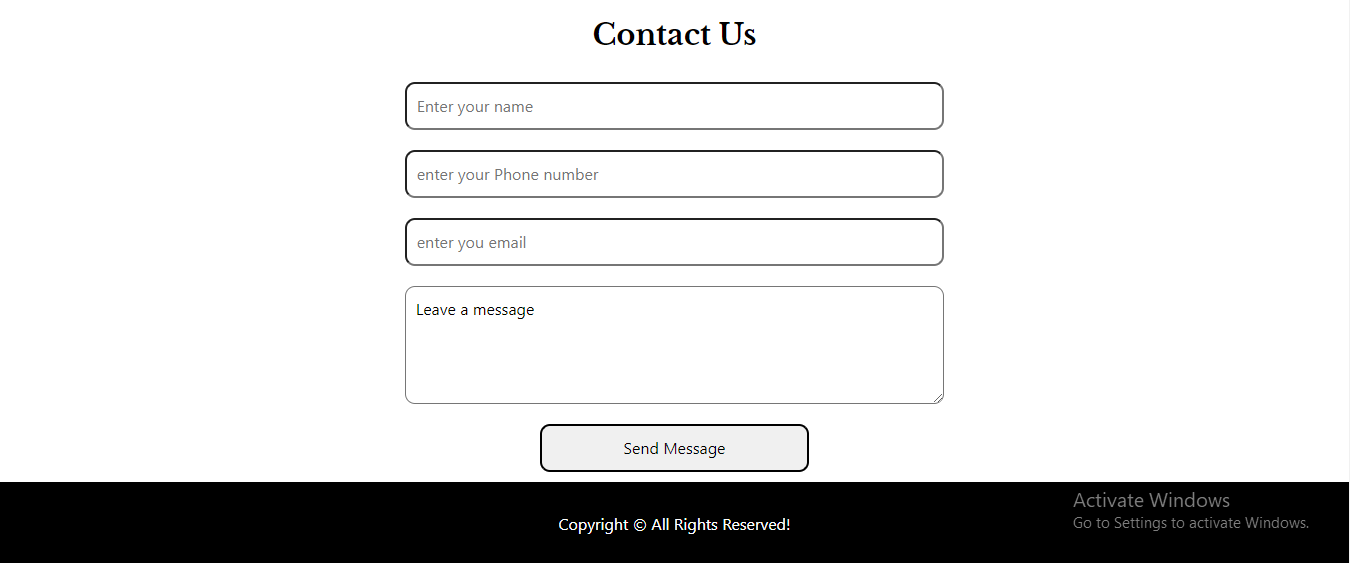 Contact Us
Enter your name
enter your Phone number
enter you email
Leave a message
Send Message
Copyright © All Rights Reserved!
Activate Windows
Go to Settings to activate Windows.